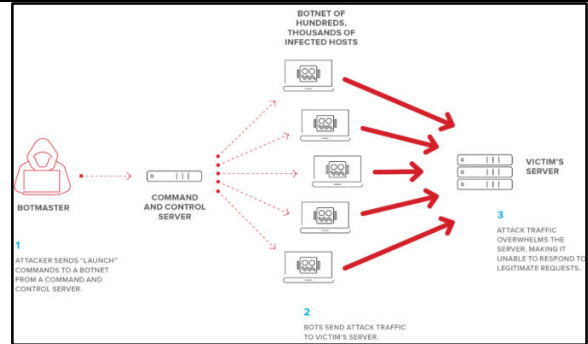 BOTNET OF
HUNDREDS,
THOUSANDS OF
INFECTED HOSTS
BOTMASTER
COMMAND
AND CONTROL
SERVER
VICTIM'S
SERVER
1
ATTACKER SENDS "LAUNCH"
COMMANDS TO A BOTNET
FROM A COMMAND AND
CONTROL SERVER.
2
BOTS SEND ATTACK TRAFFIC
TO VICTIM'S SERVER.
3
ATTACK TRAFFIC
OVERWHELMS THE
SERVER, MAKING IT
UNABLE TO RESPOND TO
LEGITIMATE REQUESTS.